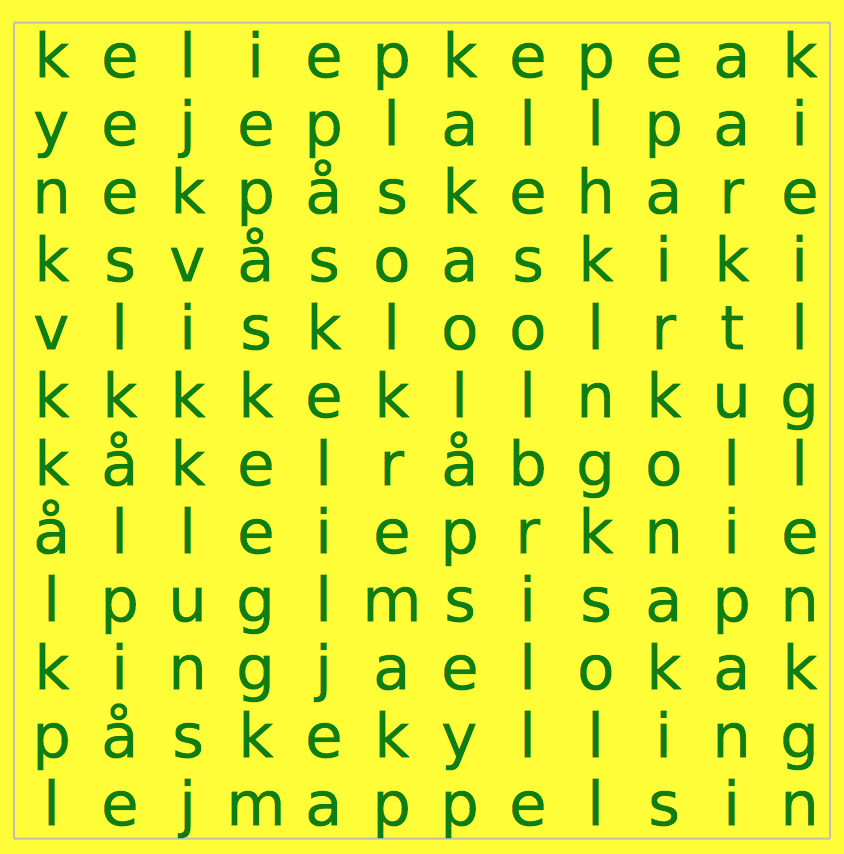 k e l i e p k e p e a k
y e j e p l a l l p a i
n e k p å s k e h a r e
k s v å s o a s k i k i
v l i s k l o o l r t l
k k k k e k l l n k u g
k å k e l r å b g o l l
å l l e i e p r k n i e
l p u g l m s i s a p n
k i n g j a e l o k a k
p å s k e k y l l i n g
l e j m a p p e l s i n